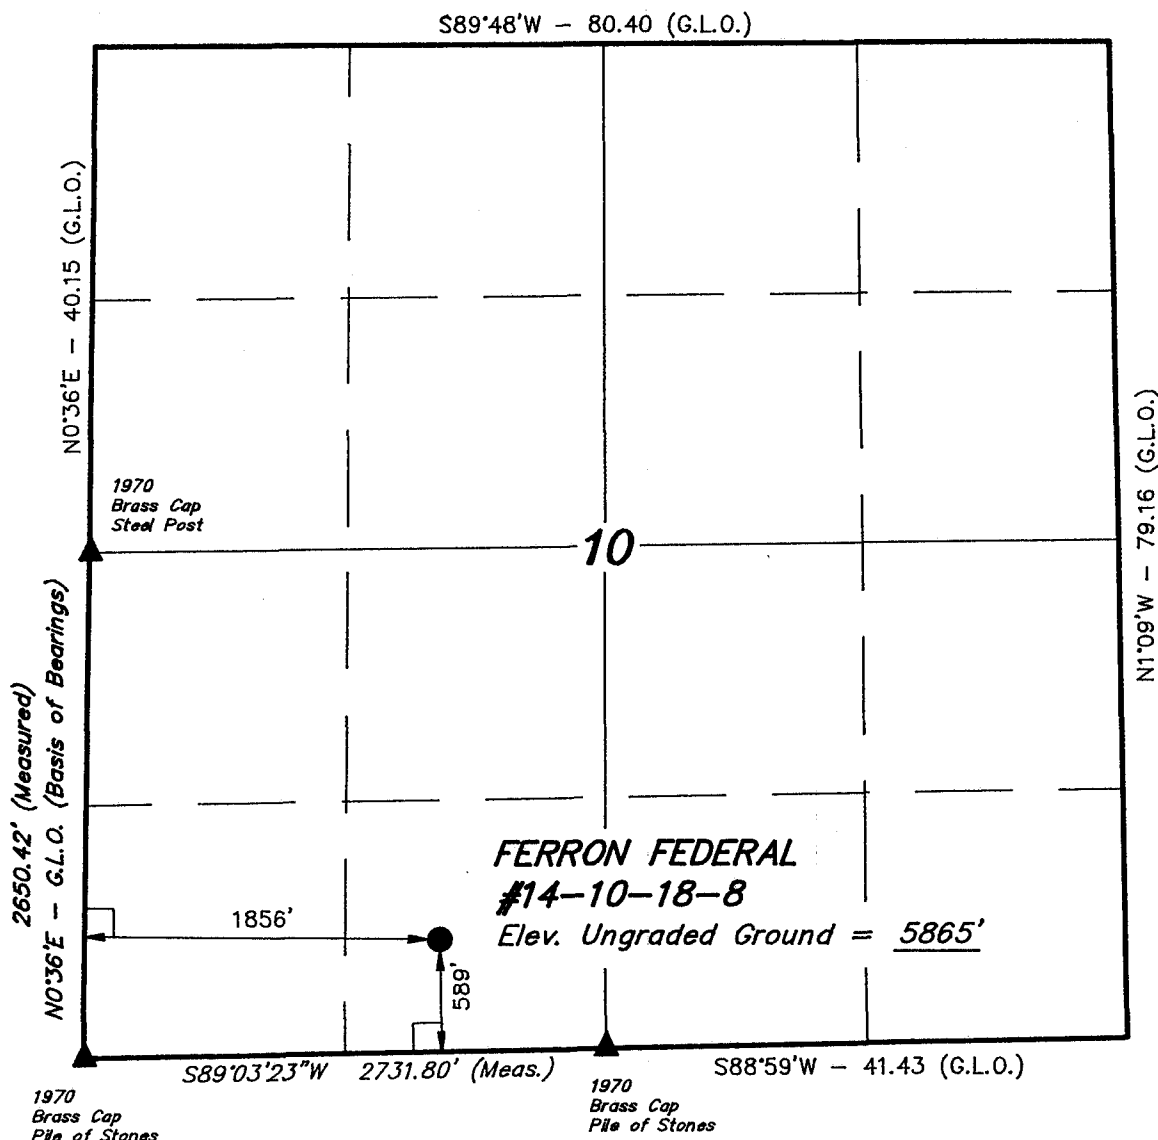 S89°48'W – 80.40 (G.L.O.)
N0°36'E – 40.15 (G.L.O.)
1970
Brass Cap
Steel Post
10
N1°09'W – 79.16 (G.L.O.)
2650.42' (Measured)
N0°36'E – G.L.O. (Basis of Bearings)
FERRON FEDERAL
#14–10–18–8
Elev. Ungraded Ground = 5865'
1856'
589'
S89°03'23"W 2731.80' (Meas.)
S88°59'W – 41.43 (G.L.O.)
1970
Brass Cap
Pile of Stones
1970
Brass Cap
Pile of Stones